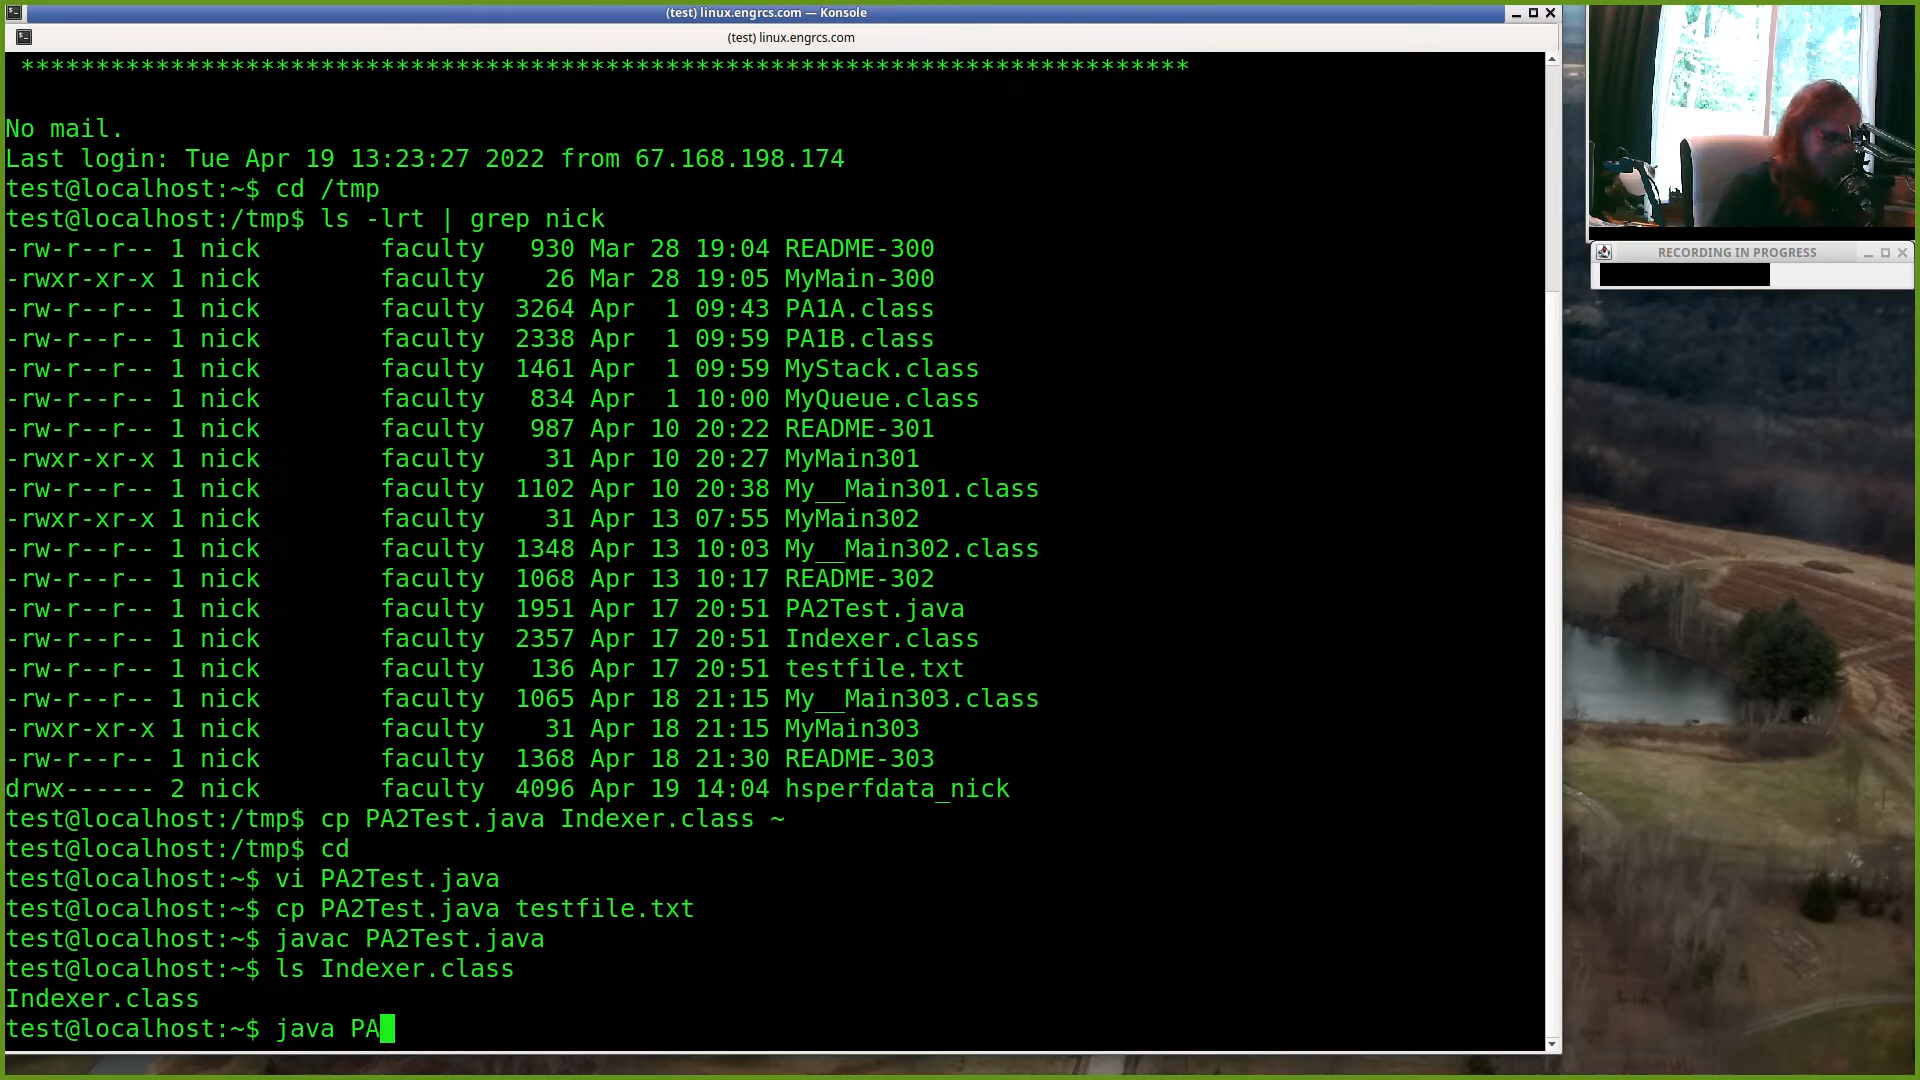 (test) linux.engrcs.com — Konsole
(test) linux.engrcs.com
******************************************************************************
No mail.
Last login: Tue Apr 19 13:23:27 2022 from 67.168.198.174
test@localhost:~$ cd /tmp
test@localhost:/tmp$ ls -lrt | grep nick
-rw-r--r-- 1 nick        faculty   930 Mar 28 19:04 README-300
-rwxr-xr-x 1 nick        faculty    26 Mar 28 19:05 MyMain-300
-rw-r--r-- 1 nick        faculty  3264 Apr  1 09:43 PA1A.class
-rw-r--r-- 1 nick        faculty  2338 Apr  1 09:59 PA1B.class
-rw-r--r-- 1 nick        faculty  1461 Apr  1 09:59 MyStack.class
-rw-r--r-- 1 nick        faculty   834 Apr  1 10:00 MyQueue.class
-rw-r--r-- 1 nick        faculty   987 Apr 10 20:22 README-301
-rwxr-xr-x 1 nick        faculty    31 Apr 10 20:27 MyMain301
-rw-r--r-- 1 nick        faculty  1102 Apr 10 20:38 My__Main301.class
-rwxr-xr-x 1 nick        faculty    31 Apr 13 07:55 MyMain302
-rw-r--r-- 1 nick        faculty  1348 Apr 13 10:03 My__Main302.class
-rw-r--r-- 1 nick        faculty  1068 Apr 13 10:17 README-302
-rw-r--r-- 1 nick        faculty  1951 Apr 17 20:51 PA2Test.java
-rw-r--r-- 1 nick        faculty  2357 Apr 17 20:51 Indexer.class
-rw-r--r-- 1 nick        faculty   136 Apr 17 20:51 testfile.txt
-rw-r--r-- 1 nick        faculty  1065 Apr 18 21:15 My__Main303.class
-rwxr-xr-x 1 nick        faculty    31 Apr 18 21:15 MyMain303
-rw-r--r-- 1 nick        faculty  1368 Apr 18 21:30 README-303
drwx------ 2 nick        faculty  4096 Apr 19 14:04 hsperfdata_nick
test@localhost:/tmp$ cp PA2Test.java Indexer.class ~
test@localhost:/tmp$ cd
test@localhost:~$ vi PA2Test.java
test@localhost:~$ cp PA2Test.java testfile.txt
test@localhost:~$ javac PA2Test.java
test@localhost:~$ ls Indexer.class
Indexer.class
test@localhost:~$ java PA
RECORDING IN PROGRESS